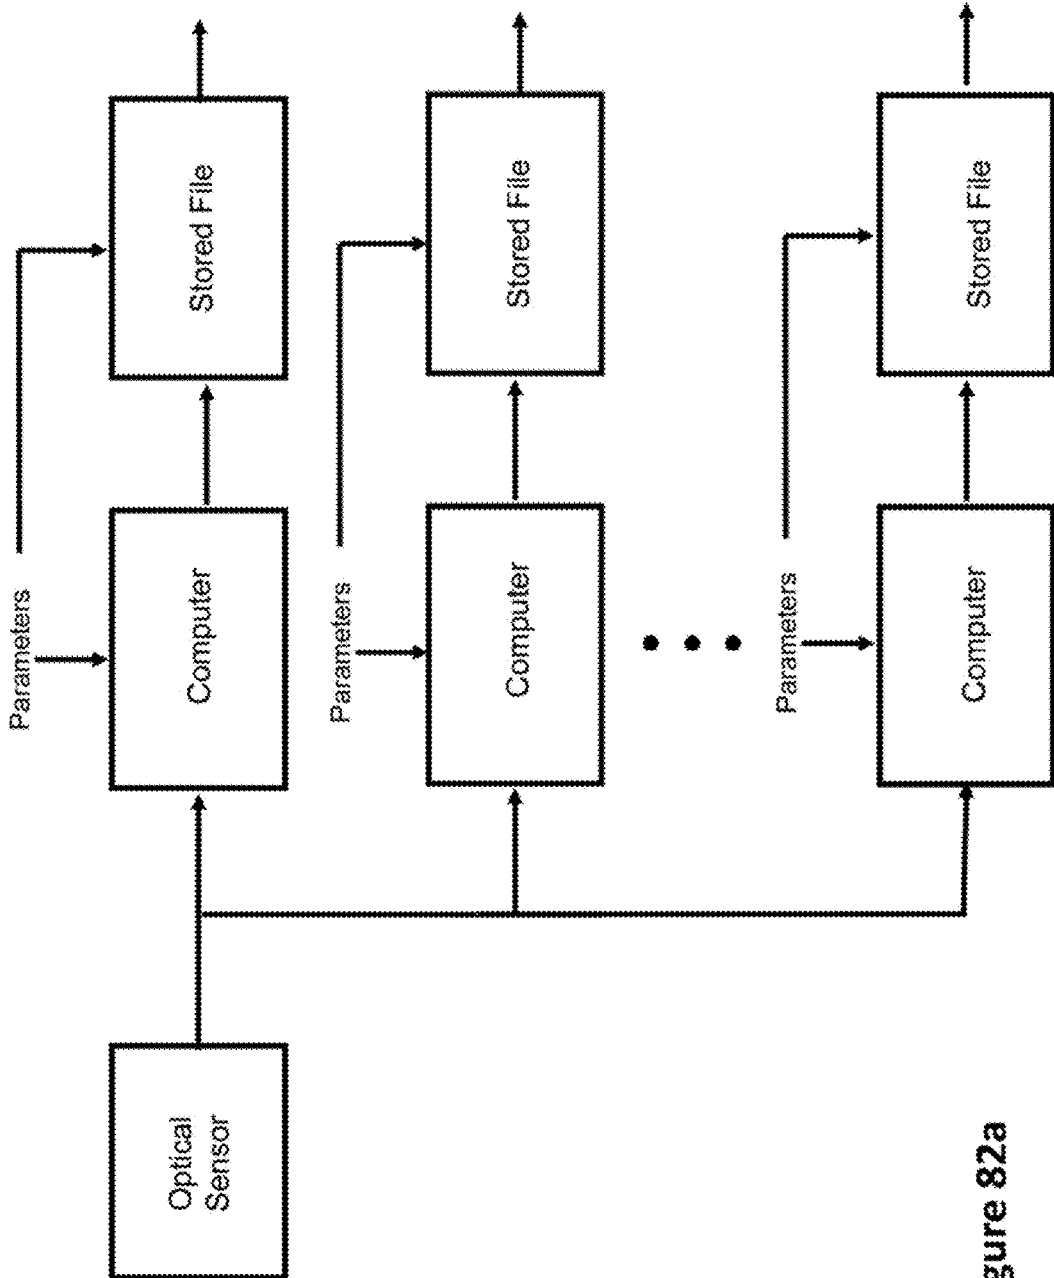 Optical
Sensor
Parameters
Computer
Stored File
Parameters
Computer
Stored File
Parameters
Computer
Stored File
gure 82a